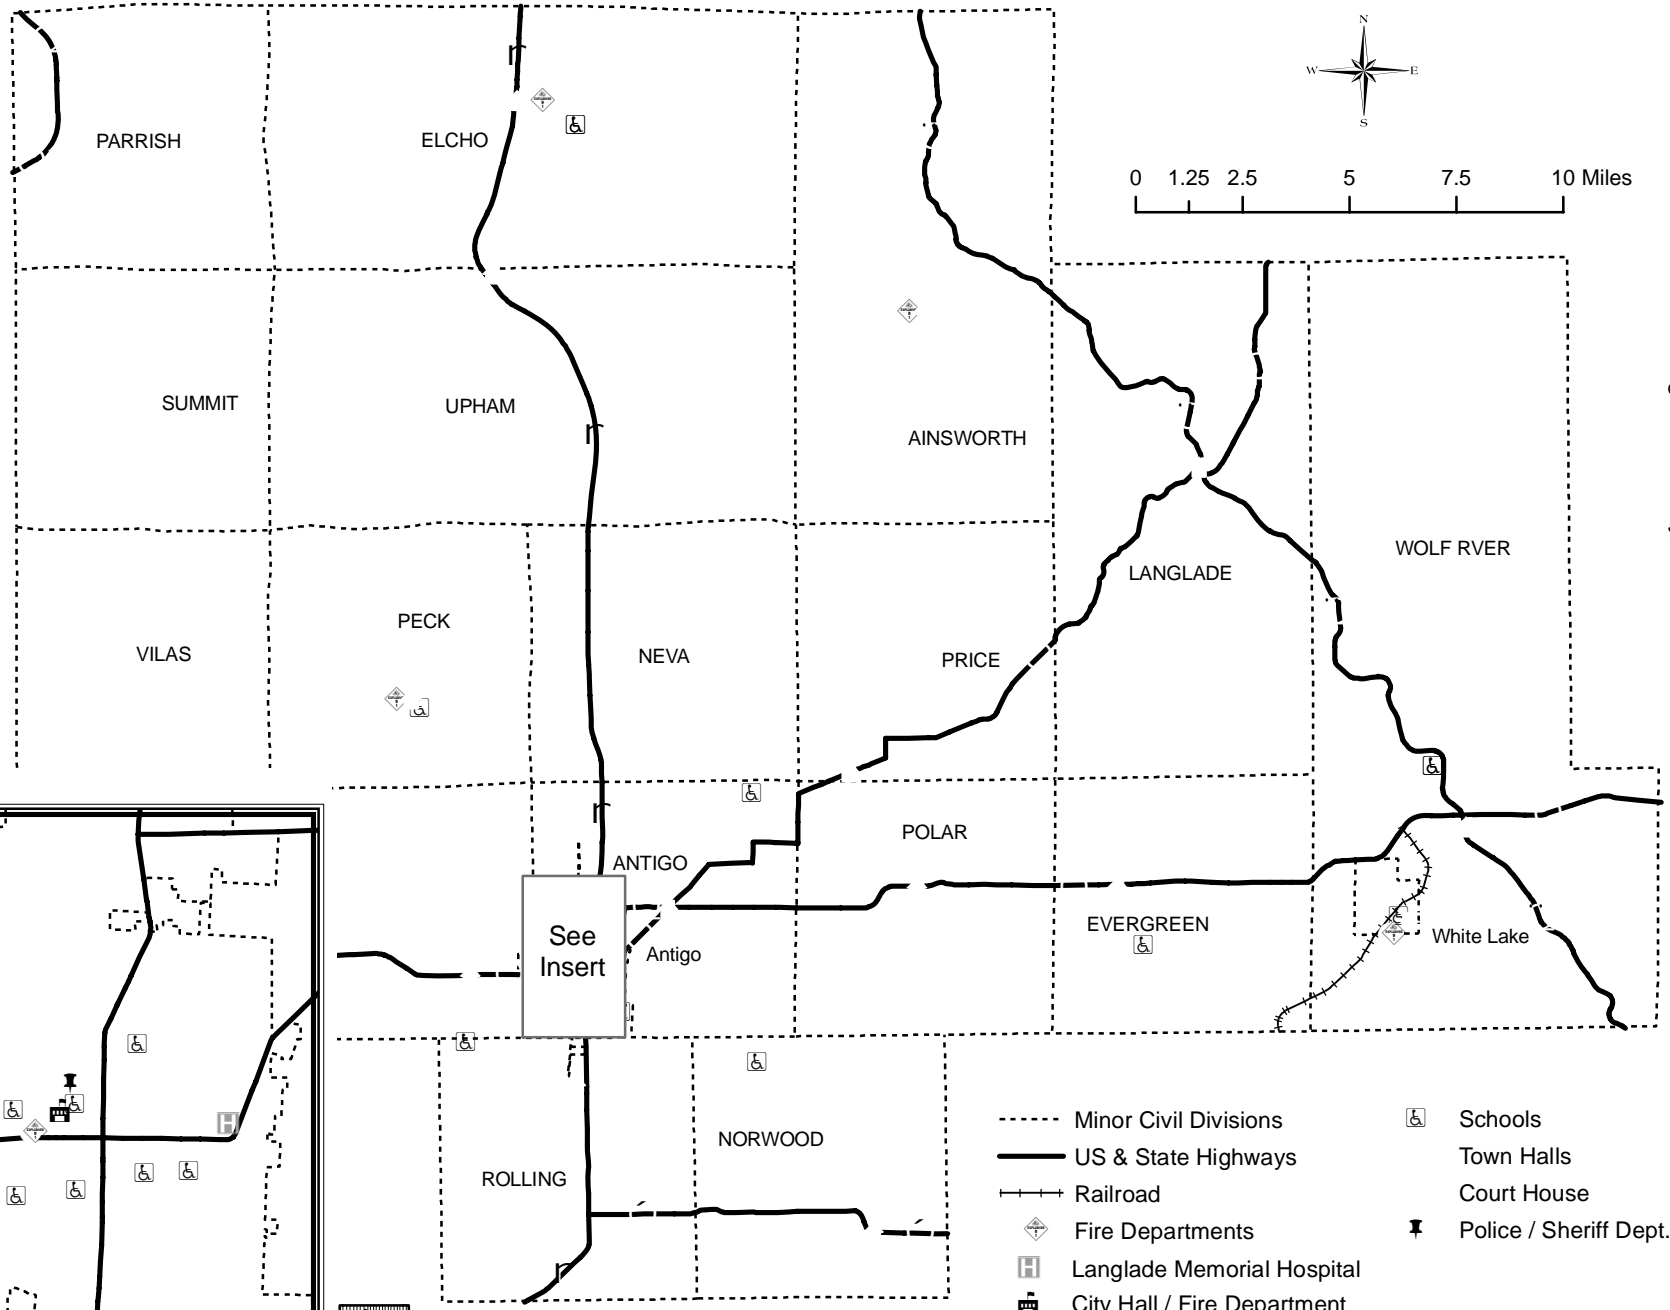 N
W E
S
0 1.25 2.5 5 7.5 10 Miles
PARRISH
ELCHO
SUMMIT
UPHAM
AINSWORTH
WOLF RVER
LANGLADE
PECK
VILAS
NEVA
PRICE
POLAR
ANTIGO
EVERGREEN
See
Insert
Antigo
White Lake
NORWOOD
ROLLING
Minor Civil Divisions
US & State Highways
Railroad
Fire Departments
H Langlade Memorial Hospital
City Hall / Fire Department
Schools
Town Halls
Court House
Police / Sheriff Dept.
H
r
r
r
r